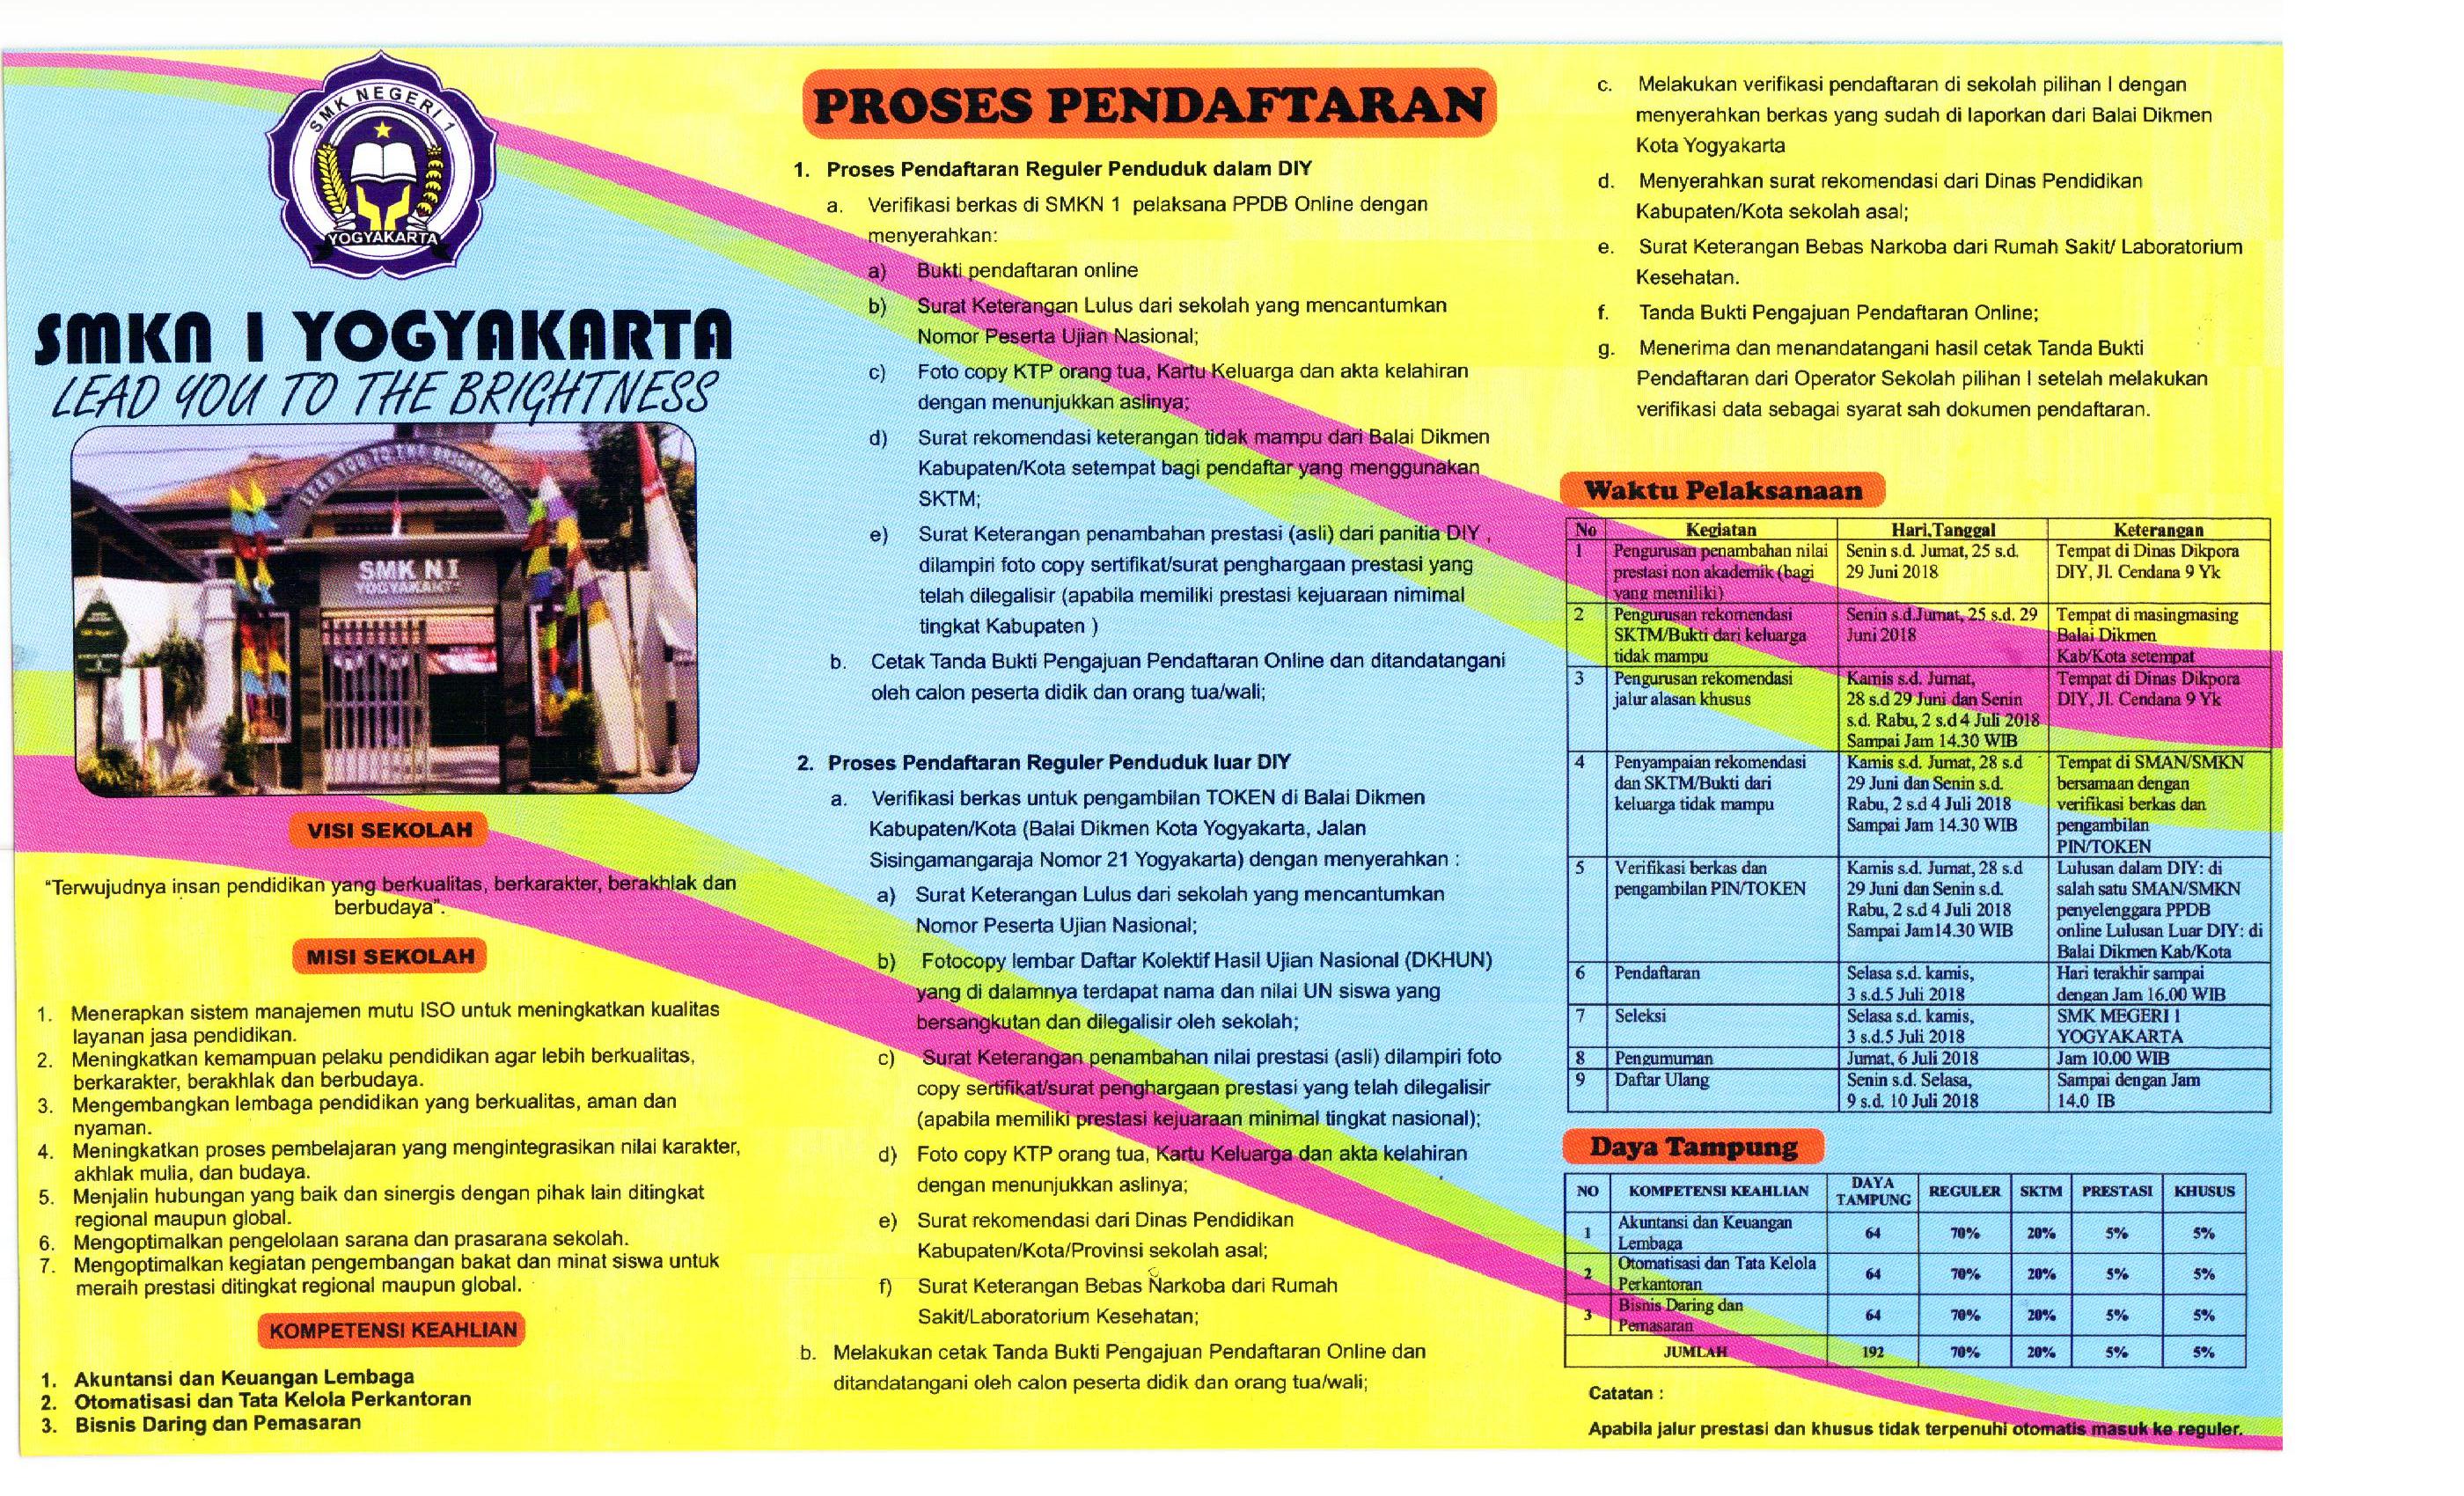 SMK NEGERI 1
YOGYAKARTA
SMKN 1 YOGYAKARTA
LEAD YOU TO THE BRIGHTNESS
LEAD YOU TO THE BRIGHTNESS
SMK N I
YOGYAKARTA
VISI SEKOLAH
"Terwujudnya insan pendidikan yang berkualitas, berkarakter, berakhlak dan
berbudaya".
MISI SEKOLAH
1. Menerapkan sistem manajemen mutu ISO untuk meningkatkan kualitas
layanan jasa pendidikan.
2. Meningkatkan kemampuan pelaku pendidikan agar lebih berkualitas,
berkarakter, berakhlak dan berbudaya.
3. Mengembangkan lembaga pendidikan yang berkualitas, aman dan
nyaman.
4. Meningkatkan proses pembelajaran yang mengintegrasikan nilai karakter,
akhlak mulia, dan budaya.
5. Menjalin hubungan yang baik dan sinergis dengan pihak lain ditingkat
regional maupun global.
6. Mengoptimalkan pengelolaan sarana dan prasarana sekolah.
7. Mengoptimalkan kegiatan pengembangan bakat dan minat siswa untuk
meraih prestasi ditingkat regional maupun global.
KOMPETENSI KEAHLIAN
1. Akuntansi dan Keuangan Lembaga
2. Otomatisasi dan Tata Kelola Perkantoran
3. Bisnis Daring dan Pemasaran
PROSES PENDAFTARAN
1. Proses Pendaftaran Reguler Penduduk dalam DIY
a. Verifikasi berkas di SMKN 1 pelaksana PPDB Online dengan
menyerahkan:
a) Bukti pendaftaran online
b) Surat Keterangan Lulus dari sekolah yang mencantumkan
Nomor Peserta Ujian Nasional;
c) Foto copy KTP orang tua, Kartu Keluarga dan akta kelahiran
dengan menunjukkan aslinya;
d) Surat rekomendasi keterangan tidak mampu dari Balai Dikmen
Kabupaten/Kota setempat bagi pendaftar yang menggunakan
SKTM;
e) Surat Keterangan penambahan prestasi (asli) dari panitia DIY ,
dilampiri foto copy sertifikat/surat penghargaan prestasi yang
telah dilegalisir (apabila memiliki prestasi kejuaraan nimimal
tingkat Kabupaten )
b. Cetak Tanda Bukti Pengajuan Pendaftaran Online dan ditandatangani
oleh calon peserta didik dan orang tua/wali;
2. Proses Pendaftaran Reguler Penduduk luar DIY
a. Verifikasi berkas untuk pengambilan TOKEN di Balai Dikmen
Kabupaten/Kota (Balai Dikmen Kota Yogyakarta, Jalan
Sisingamangaraja Nomor 21 Yogyakarta) dengan menyerahkan :
a) Surat Keterangan Lulus dari sekolah yang mencantumkan
Nomor Peserta Ujian Nasional;
b) Fotocopy lembar Daftar Kolektif Hasil Ujian Nasional (DKHUN)
yang di dalamnya terdapat nama dan nilai UN siswa yang
bersangkutan dan dilegalisir oleh sekolah;
c) Surat Keterangan penambahan nilai prestasi (asli) dilampiri foto
copy sertifikat/surat penghargaan prestasi yang telah dilegalisir
(apabila memiliki prestasi kejuaraan minimal tingkat nasional);
d) Foto copy KTP orang tua, Kartu Keluarga dan akta kelahiran
dengan menunjukkan aslinya;
e) Surat rekomendasi dari Dinas Pendidikan
Kabupaten/Kota/Provinsi sekolah asal;
f) Surat Keterangan Bebas Narkoba dari Rumah
Sakit/Laboratorium Kesehatan;
b. Melakukan cetak Tanda Bukti Pengajuan Pendaftaran Online dan
ditandatangani oleh calon peserta didik dan orang tua/wali;
c. Melakukan verifikasi pendaftaran di sekolah pilihan I dengan
menyerahkan berkas yang sudah di laporkan dari Balai Dikmen
Kota Yogyakarta
d. Menyerahkan surat rekomendasi dari Dinas Pendidikan
Kabupaten/Kota sekolah asal;
e. Surat Keterangan Bebas Narkoba dari Rumah Sakit/ Laboratorium
Kesehatan.
f. Tanda Bukti Pengajuan Pendaftaran Online;
g. Menerima dan menandatangani hasil cetak Tanda Bukti
Pendaftaran dari Operator Sekolah pilihan I setelah melakukan
verifikasi data sebagai syarat sah dokumen pendaftaran.
Waktu Pelaksanaan
No Kegiatan Hari,Tanggal Keterangan
1 Pengurusan penambahan nilai Senin s.d. Jumat, 25 s.d. Tempat di Dinas Dikpora
prestasi non akademik (bagi 29 Juni 2018 DIY, Jl. Cendana 9 Yk
yang memiliki)
2 Pengurusan rekomendasi Senin s.d.Jumat, 25 s.d. 29 Tempat di masingmasing
SKTM/Bukti dari keluarga Juni 2018 Balai Dikmen
tidak mampu Kab/Kota setempat
3 Pengurusan rekomendasi Kamis s.d. Jumat, Tempat di Dinas Dikpora
jalur alasan khusus 28 s.d 29 Juni dan Senin DIY, Jl. Cendana 9 Yk
s.d. Rabu, 2 s.d 4 Juli 2018
Sampai Jam 14.30 WIB
4 Penyampaian rekomendasi Kamis s.d. Jumat, 28 s.d Tempat di SMAN/SMKN
dan SKTM/Bukti dari 29 Juni dan Senin s.d. bersamaan dengan
keluarga tidak mampu Rabu, 2 s.d 4 Juli 2018 verifikasi berkas dan
Sampai Jam 14.30 WIB pengambilan
PIN/TOKEN
5 Verifikasi berkas dan Kamis s.d. Jumat, 28 s.d Lulusan dalam DIY: di
pengambilan PIN/TOKEN 29 Juni dan Senin s.d. salah satu SMAN/SMKN
Rabu, 2 s.d 4 Juli 2018 penyelenggara PPDB
Sampai Jam14.30 WIB online Lulusan Luar DIY: di
Balai Dikmen Kab/Kota
6 Pendaftaran Selasa s.d. kamis, Hari terakhir sampai
3 s.d.5 Juli 2018 dengan Jam 16.00 WIB
7 Seleksi Selasa s.d. kamis, SMK MEGERI 1
3 s.d.5 Juli 2018 YOGYAKARTA
8 Pengumuman Jumat, 6 Juli 2018 Jam 10.00 WIB
9 Daftar Ulang Senin s.d. Selasa, Sampai dengan Jam
9 s.d. 10 Juli 2018 14.0 IB
Daya Tampung
NO KOMPETENSI KEAHLIAN DAYA TAMPUNG REGULER SKTM PRESTASI KHUSUS
1 Akuntansi dan Keuangan Lembaga 64 70% 20% 5% 5%
2 Otomatisasi dan Tata Kelola Perkantoran 64 70% 20% 5% 5%
3 Bisnis Daring dan Pemasaran 64 70% 20% 5% 5%
JUMLAH 192 70% 20% 5% 5%
Catatan :
Apabila jalur prestasi dan khusus tidak terpenuhi otomatis masuk ke reguler.